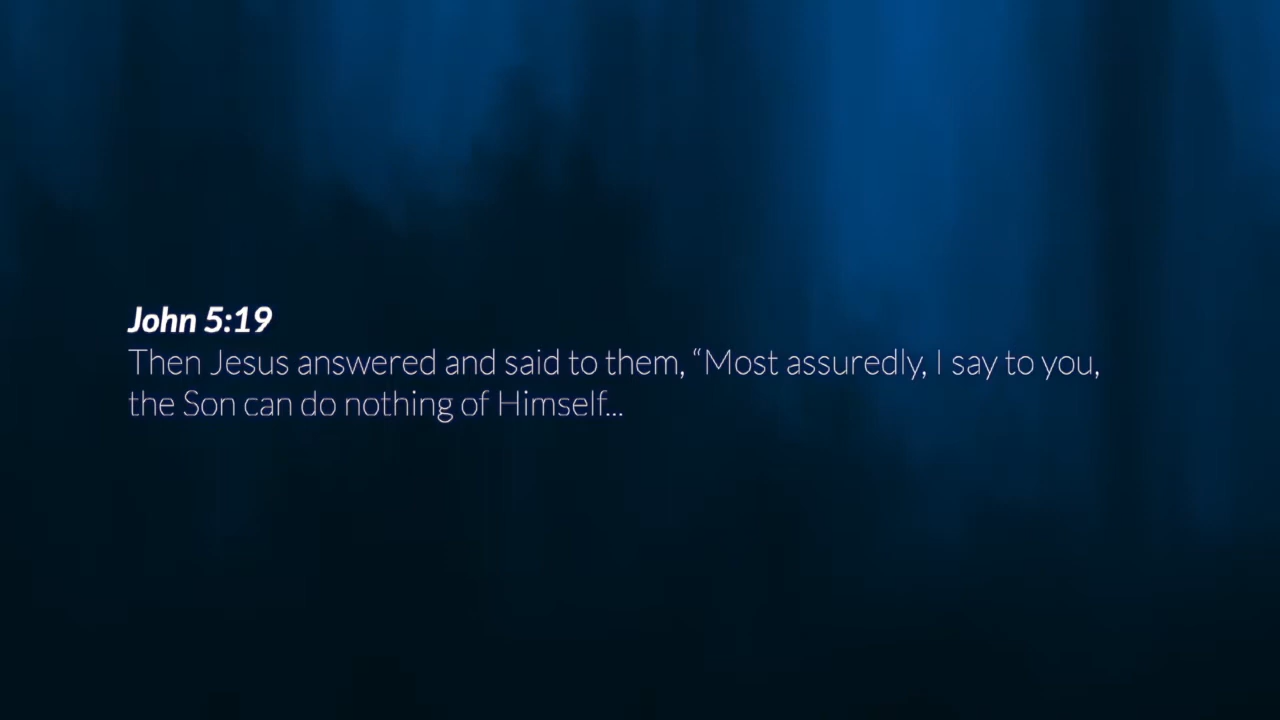 John 5:19
Then Jesus answered and said to them, “Most assuredly, I say to you,
the Son can do nothing of Himself...